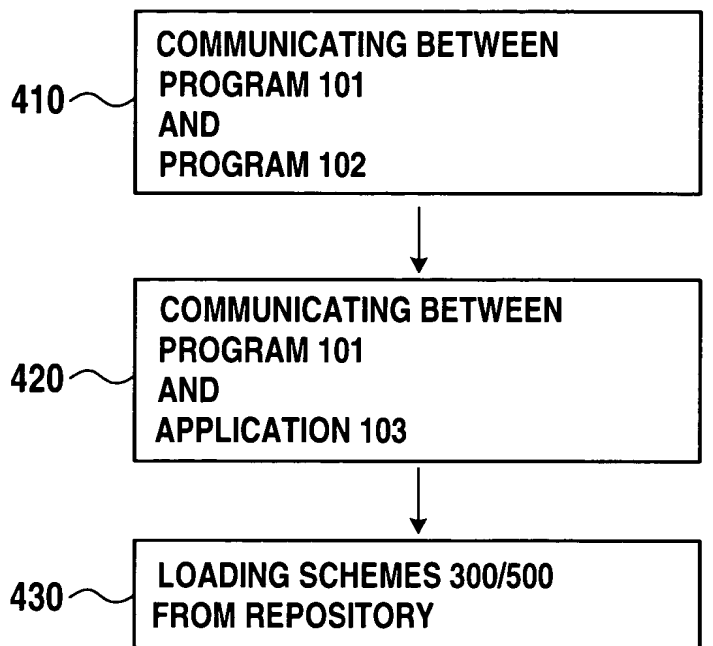 410
COMMUNICATING BETWEEN
PROGRAM 101
AND
PROGRAM 102
420
COMMUNICATING BETWEEN
PROGRAM 101
AND
APPLICATION 103
430
LOADING SCHEMES 300/500
FROM REPOSITORY